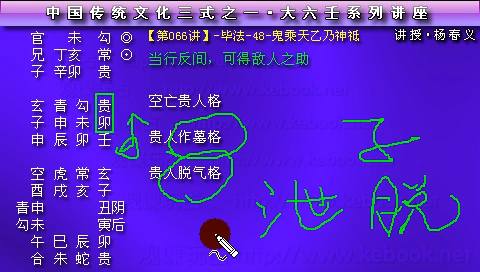 中国传统文化三式之一·大六壬系列讲座
官 未 勾 ◎
兄 丁亥 常 ⊙
子 辛卯 贵
【第066讲】-毕法-48-鬼乘天乙乃神祗
讲授·杨春义
当行反间，可得敌人之助
玄 青 勾 贵
子 申 未 卯
申 辰 卯 壬
空亡贵人格
贵人作墓格
贵人脱气格
子
泄 脱
空 虎 常 玄
酉 戌 亥 子
青申 丑阴
勾未 寅后
午 巳 辰 卯
合 朱 蛇 贵
www.kebook.net